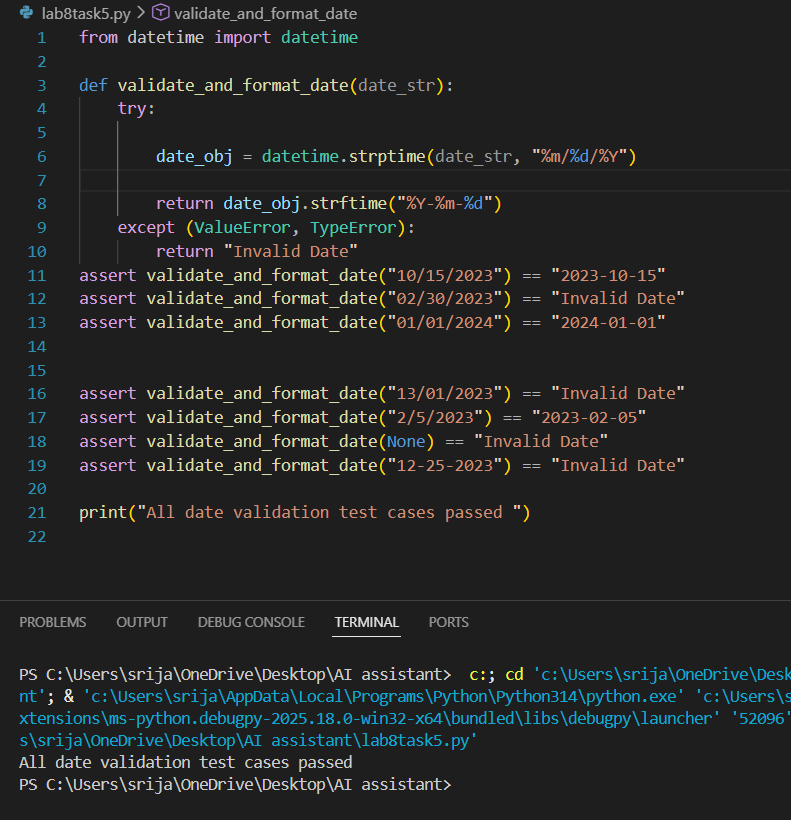 lab8task5.py > validate_and_format_date
1 from datetime import datetime
2
3 def validate_and_format_date(date_str):
4     try:
5
6         date_obj = datetime.strptime(date_str, "%m/%d/%Y")
7
8         return date_obj.strftime("%Y-%m-%d")
9     except (ValueError, TypeError):
10         return "Invalid Date"
11 assert validate_and_format_date("10/15/2023") == "2023-10-15"
12 assert validate_and_format_date("02/30/2023") == "Invalid Date"
13 assert validate_and_format_date("01/01/2024") == "2024-01-01"
14
15
16 assert validate_and_format_date("13/01/2023") == "Invalid Date"
17 assert validate_and_format_date("2/5/2023") == "2023-02-05"
18 assert validate_and_format_date(None) == "Invalid Date"
19 assert validate_and_format_date("12-25-2023") == "Invalid Date"
20
21 print("All date validation test cases passed ")
22
PROBLEMS OUTPUT DEBUG CONSOLE TERMINAL PORTS
PS C:\Users\srija\OneDrive\Desktop\AI assistant>  c:; cd 'c:\Users\srija\OneDrive\Desk
nt'; & 'c:\Users\srija\AppData\Local\Programs\Python\Python314\python.exe' 'c:\Users\s
xtensions\ms-python.debugpy-2025.18.0-win32-x64\bundled\libs\debugpy\launcher' '52096'
s\srija\OneDrive\Desktop\AI assistant\lab8task5.py'
All date validation test cases passed
PS C:\Users\srija\OneDrive\Desktop\AI assistant>